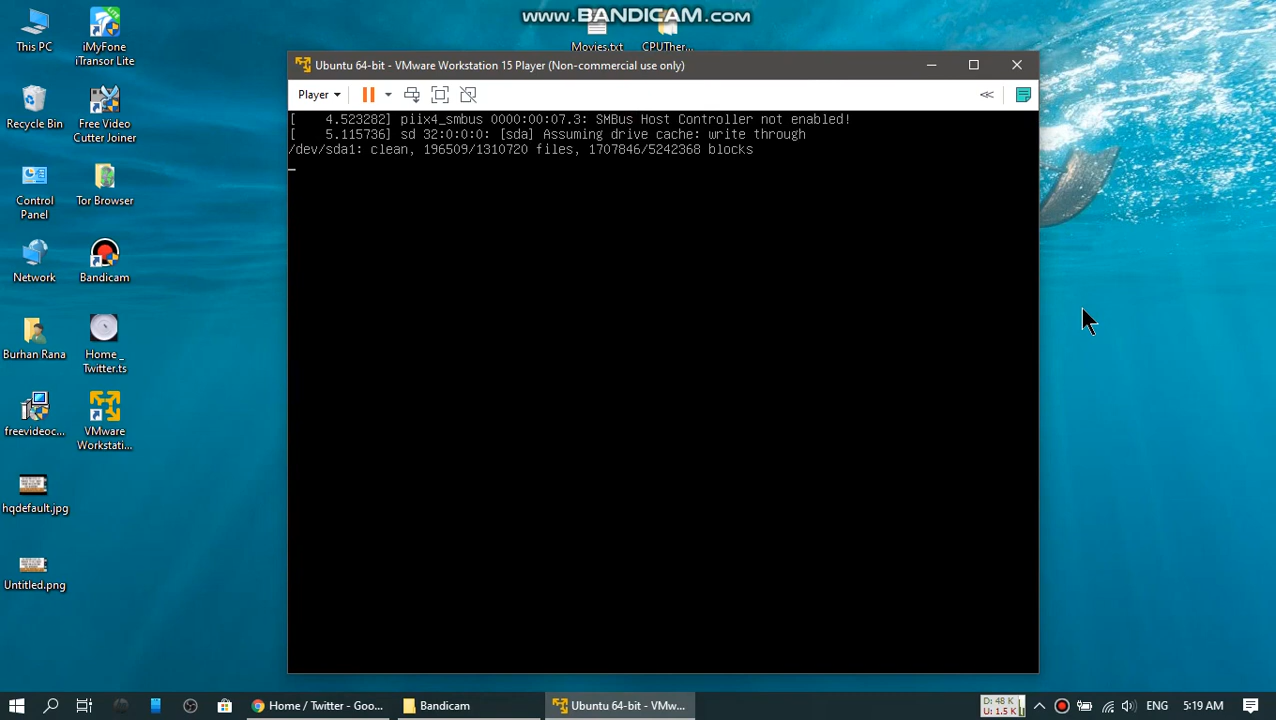 www.BANDICAM.com
This PC
iMyFone
iTransor Lite
Movies.txt
CPUTher...
Ubuntu 64-bit - VMware Workstation 15 Player (Non-commercial use only)
Player
[    4.523282] piix4_smbus 0000:00:07.3: SMBus Host Controller not enabled!
[    5.115736] sd 32:0:0:0: [sda] Assuming drive cache: write through
/dev/sda1: clean, 196509/1310720 files, 1707846/5242368 blocks
Recycle Bin
Free Video
Cutter Joiner
Control
Panel
Tor Browser
Network
Bandicam
Burhan Rana
Home _
Twitter.ts
freevideoc...
VMware
Workstati...
hqdefault.jpg
Untitled.png
Home / Twitter - Goo...
Bandicam
Ubuntu 64-bit - VMw...
D: 48 K
U: 1.5 K
ENG
5:19 AM